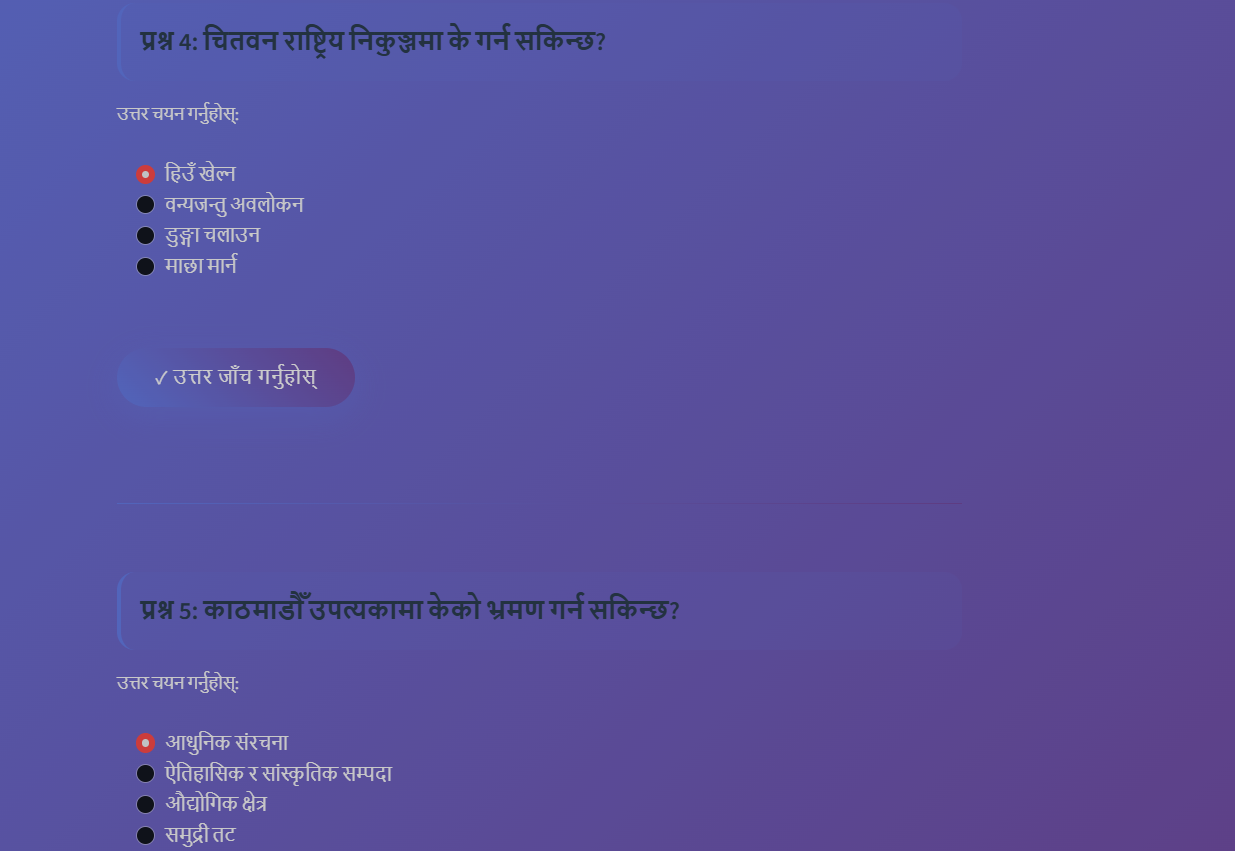 प्रश्न 4: चितवन राष्ट्रिय निकुञ्जमा के गर्न सकिन्छ?
उत्तर चयन गर्नुहोस्:
हिउँ खेल्न
वन्यजन्तु अवलोकन
डुङ्गा चलाउन
माछा मार्न
✓ उत्तर जाँच गर्नुहोस्
प्रश्न 5: काठमाडौँ उपत्यकामा केको भ्रमण गर्न सकिन्छ?
उत्तर चयन गर्नुहोस्:
आधुनिक संरचना
ऐतिहासिक र सांस्कृतिक सम्पदा
औद्योगिक क्षेत्र
समुद्री तट